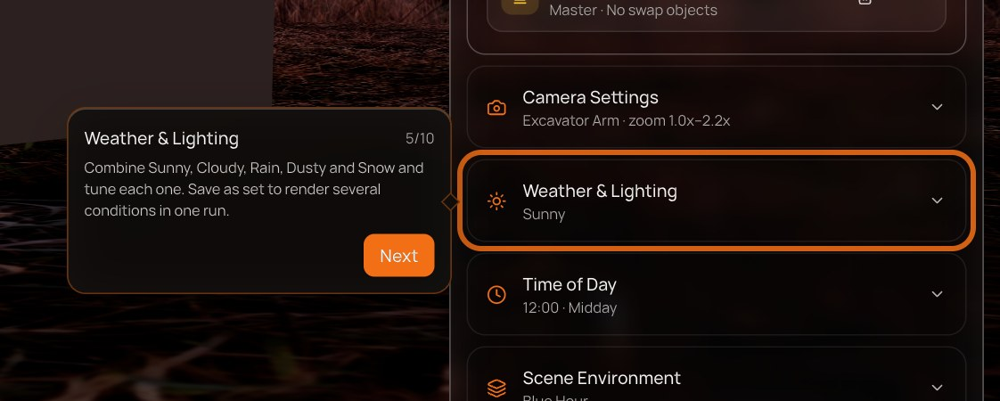 Master · No swap objects
Camera Settings
Excavator Arm · zoom 1.0x–2.2x
Weather & Lighting 5/10
Combine Sunny, Cloudy, Rain, Dusty and Snow and
tune each one. Save as set to render several
conditions in one run.
Next
Weather & Lighting
Sunny
Time of Day
12:00 · Midday
Scene Environment
Blue Hour